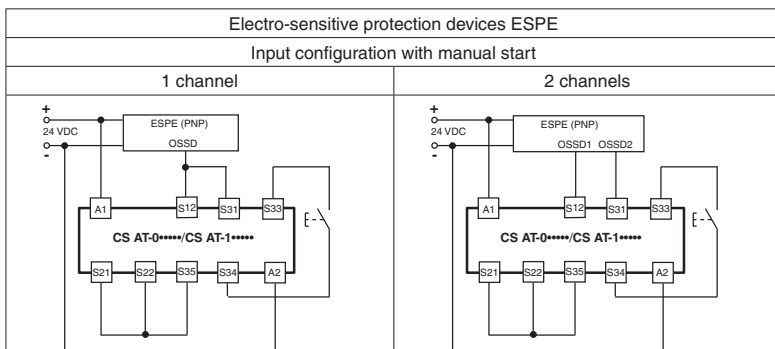 Electro-sensitive protection devices ESPE
Input configuration with manual start
1 channel
2 channels
+
24 VDC
-
ESPE (PNP)
OSSD
A1
S12
S31
S33
CS AT-0•••••/CS AT-1•••••
S21
S22
S35
S34
A2
E
+
24 VDC
-
ESPE (PNP)
OSSD1 OSSD2
A1
S12
S31
S33
CS AT-0•••••/CS AT-1•••••
S21
S22
S35
S34
A2
E